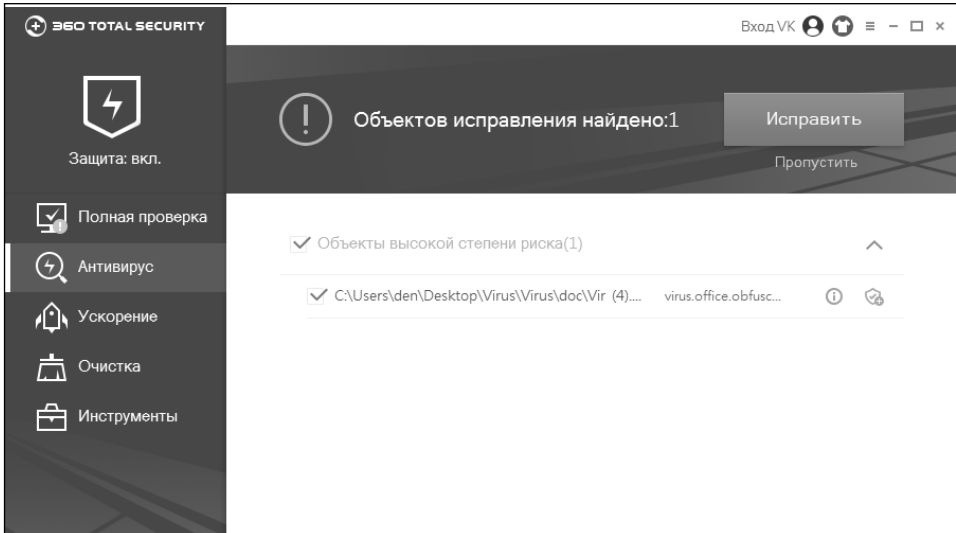 360 TOTAL SECURITY
Вход VK
Защита: вкл.
Объектов исправления найдено:1
Исправить
Пропустить
Полная проверка
Антивирус
Ускорение
Очистка
Инструменты
Объекты высокой степени риска(1)
C:\Users\den\Desktop\Virus\Virus\doc\Vir (4).... virus.office.obfusc...